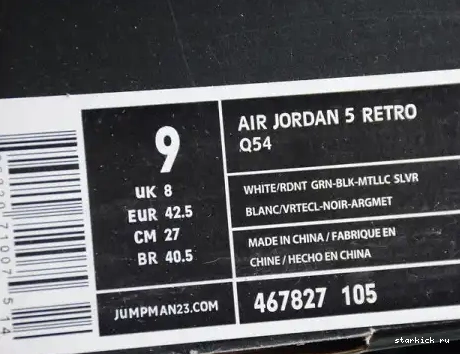 9
UK 8
EUR 42.5
CM 27
BR 40.5
JUMPMAN23.COM
AIR JORDAN 5 RETRO
Q54
WHITE/RDNT GRN-BLK-MTLLC SLVR
BLANC/VRTECL-NOIR-ARGMET
MADE IN CHINA / FABRIQUE EN
CHINE / HECHO EN CHINA
467827 105
starkick.ru